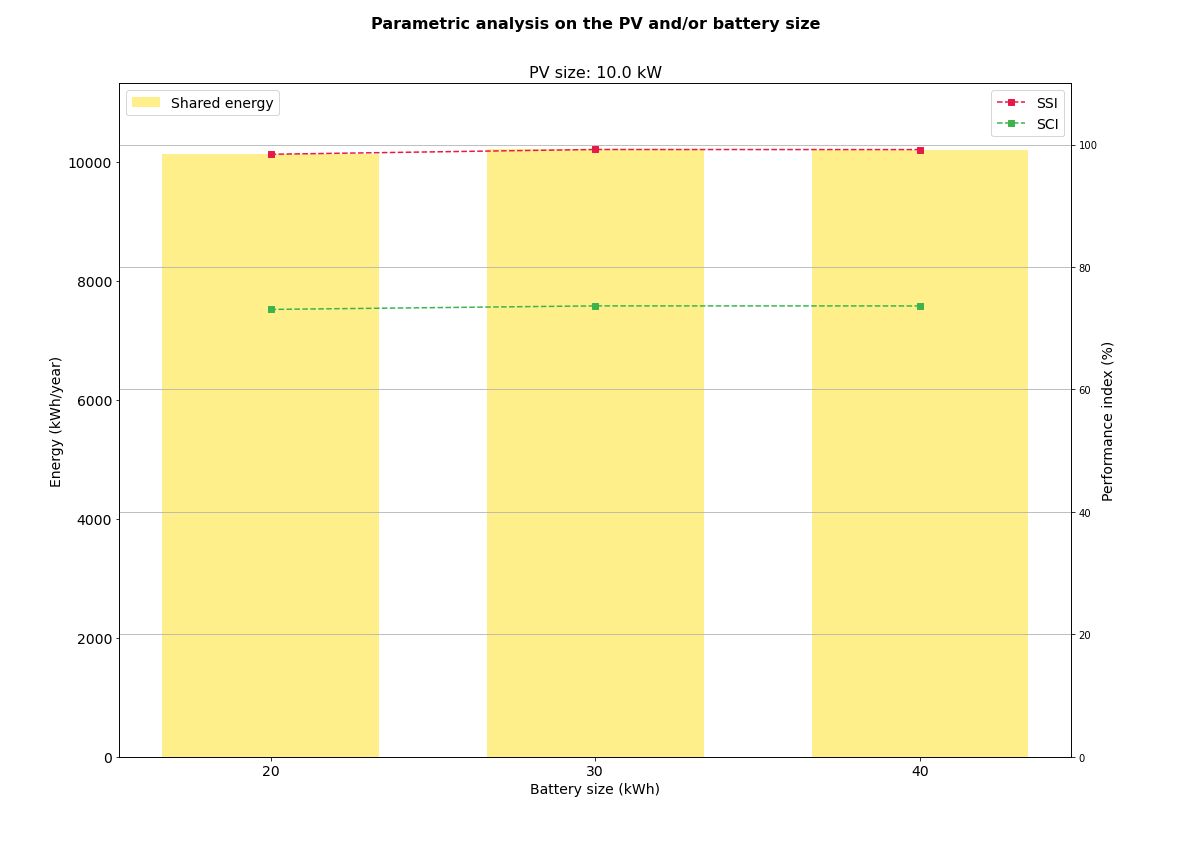 Parametric analysis on the PV and/or battery size
PV size: 10.0 kW
Shared energy
SSI
SCI
10000
8000
6000
4000
2000
0
Energy (kWh/year)
100
80
60
40
20
0
Performance index (%)
20 30 40
Battery size (kWh)